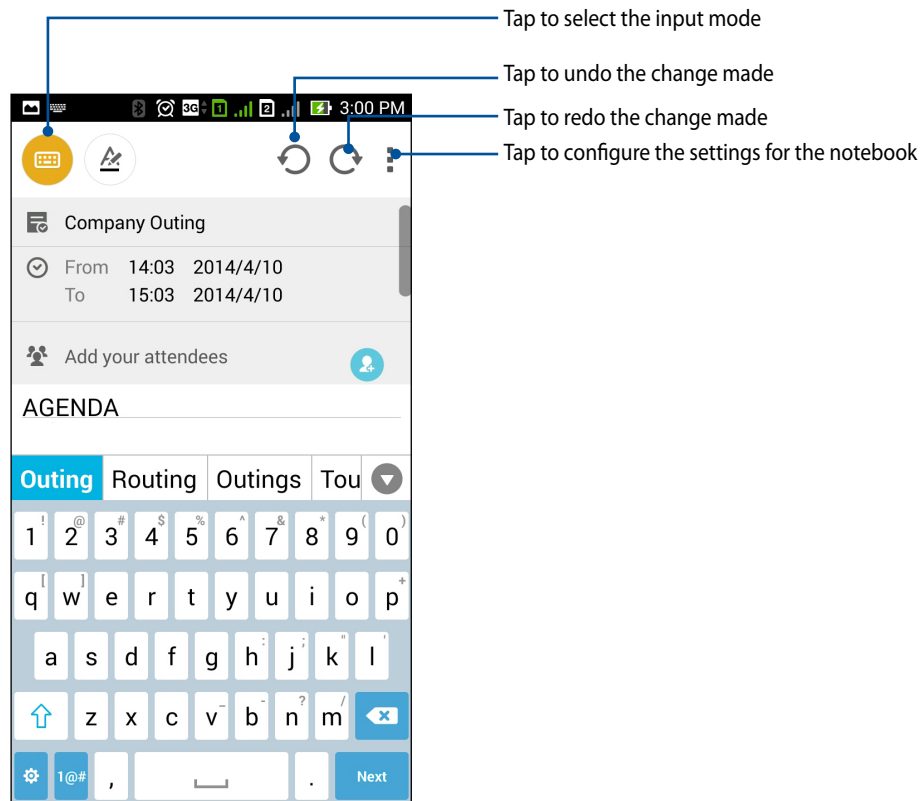 Tap to select the input mode
Tap to undo the change made
Tap to redo the change made
Tap to configure the settings for the notebook
3G 1 2 3:00 PM
Company Outing
From 14:03 2014/4/10
To 15:03 2014/4/10
Add your attendees
AGENDA
Outing Routing Outings Tou
! @ # $ % ^ & * ( )
1 2 3 4 5 6 7 8 9 0
[ ] +
q w e r t y u i o p
: ; " '
a s d f g h j k l
_ - ? /
z x c v b n m
1@# , . Next